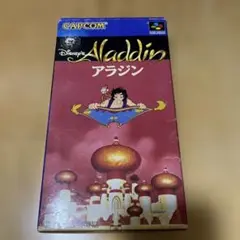 CAPCOM
Disney's Aladdin
アラジン